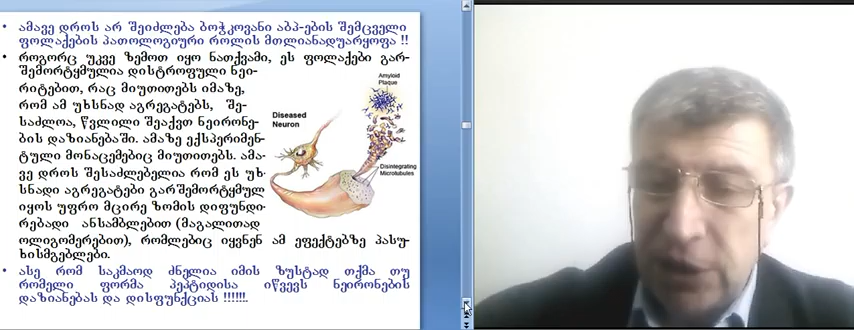 ამავე დროს არ შეიძლება ბოჭკოვანი აბპ-ების შემცველი
ფოლაქების პათოლოგიური როლის მთლიანადუარყოფა !!
როგორც უკვე ზემოთ იყო ნათქვამი, ეს ფოლაქები გარ-
შემორტყმულია დისტროფული ნეი-
რიტებით, რაც მიუთითებს იმაზე,
რომ ამ უხსნად აგრეგატებს, შე-
საძლოა, წვლილი შეაქვთ ნეირონე-
ბის დაზიანებაში. ამაზე ექსპერიმენ-
ტული მონაცემებიც მიუთითებს. ამა-
ვე დროს შესაძლებელია რომ ეს უხ-
სნადი აგრეგატები გარშემორტყმულ
იყოს უფრო მცირე ზომის დიფუნდი-
რებადი ანსამბლებით (მაგალითად
ოლიგომერებით), რომლებიც იყვნენ ამ ეფექტებზე პასუ-
ხისმგებლები.
ასე რომ საკმაოდ ძნელია იმის ზუსტად თქმა თუ
რომელი ფორმა პეპტიდისა იწვევს ნეირონების
დაზიანებას და დისფუნქციას !!!!!!.
Amyloid
Plaque
Diseased
Neuron
Disintegrating
Microtubules